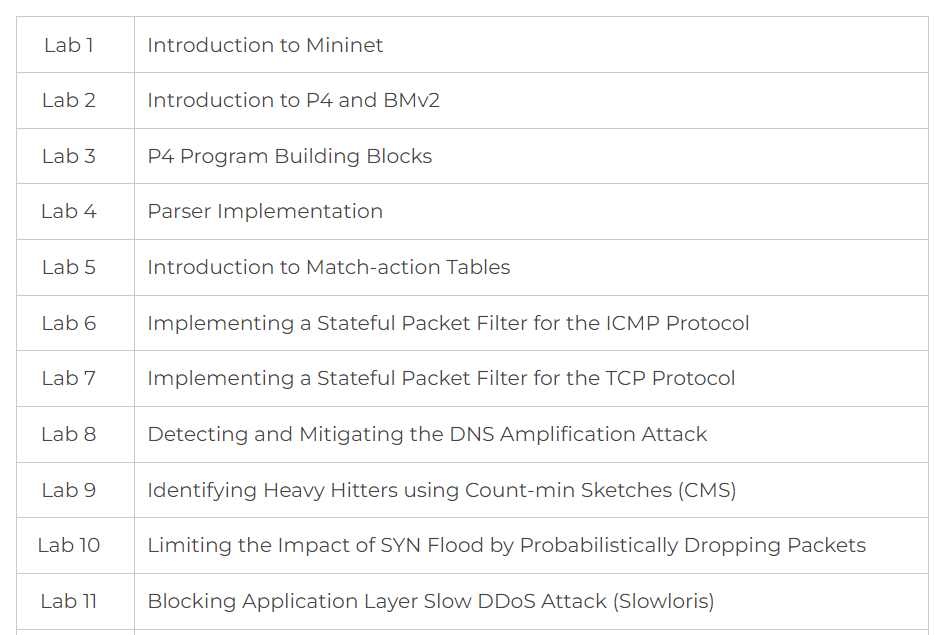 Lab 1 Introduction to Mininet
Lab 2 Introduction to P4 and BMv2
Lab 3 P4 Program Building Blocks
Lab 4 Parser Implementation
Lab 5 Introduction to Match-action Tables
Lab 6 Implementing a Stateful Packet Filter for the ICMP Protocol
Lab 7 Implementing a Stateful Packet Filter for the TCP Protocol
Lab 8 Detecting and Mitigating the DNS Amplification Attack
Lab 9 Identifying Heavy Hitters using Count-min Sketches (CMS)
Lab 10 Limiting the Impact of SYN Flood by Probabilistically Dropping Packets
Lab 11 Blocking Application Layer Slow DDoS Attack (Slowloris)